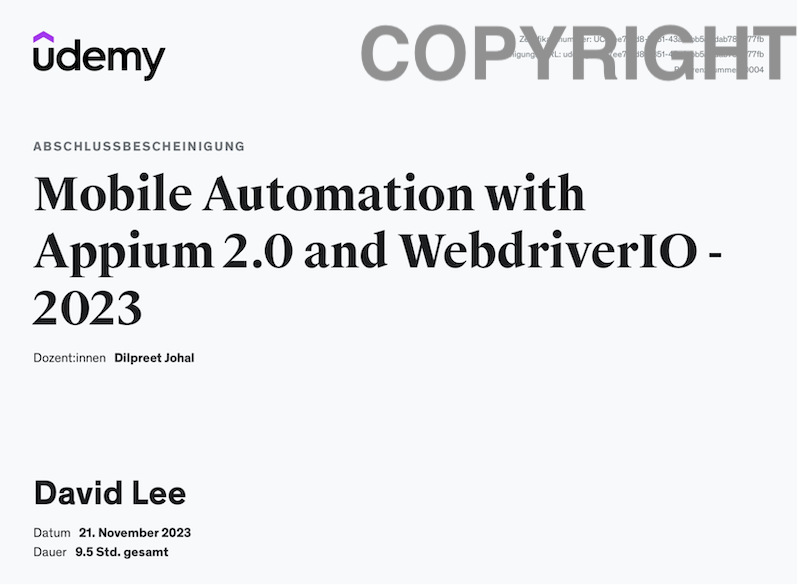 udemy
COPYRIGHT
ABSCHLUSSBESCHEINIGUNG
Mobile Automation with
Appium 2.0 and WebdriverIO -
2023
Dozent:innen Dilpreet Johal
David Lee
Datum 21. November 2023
Dauer 9.5 Std. gesamt